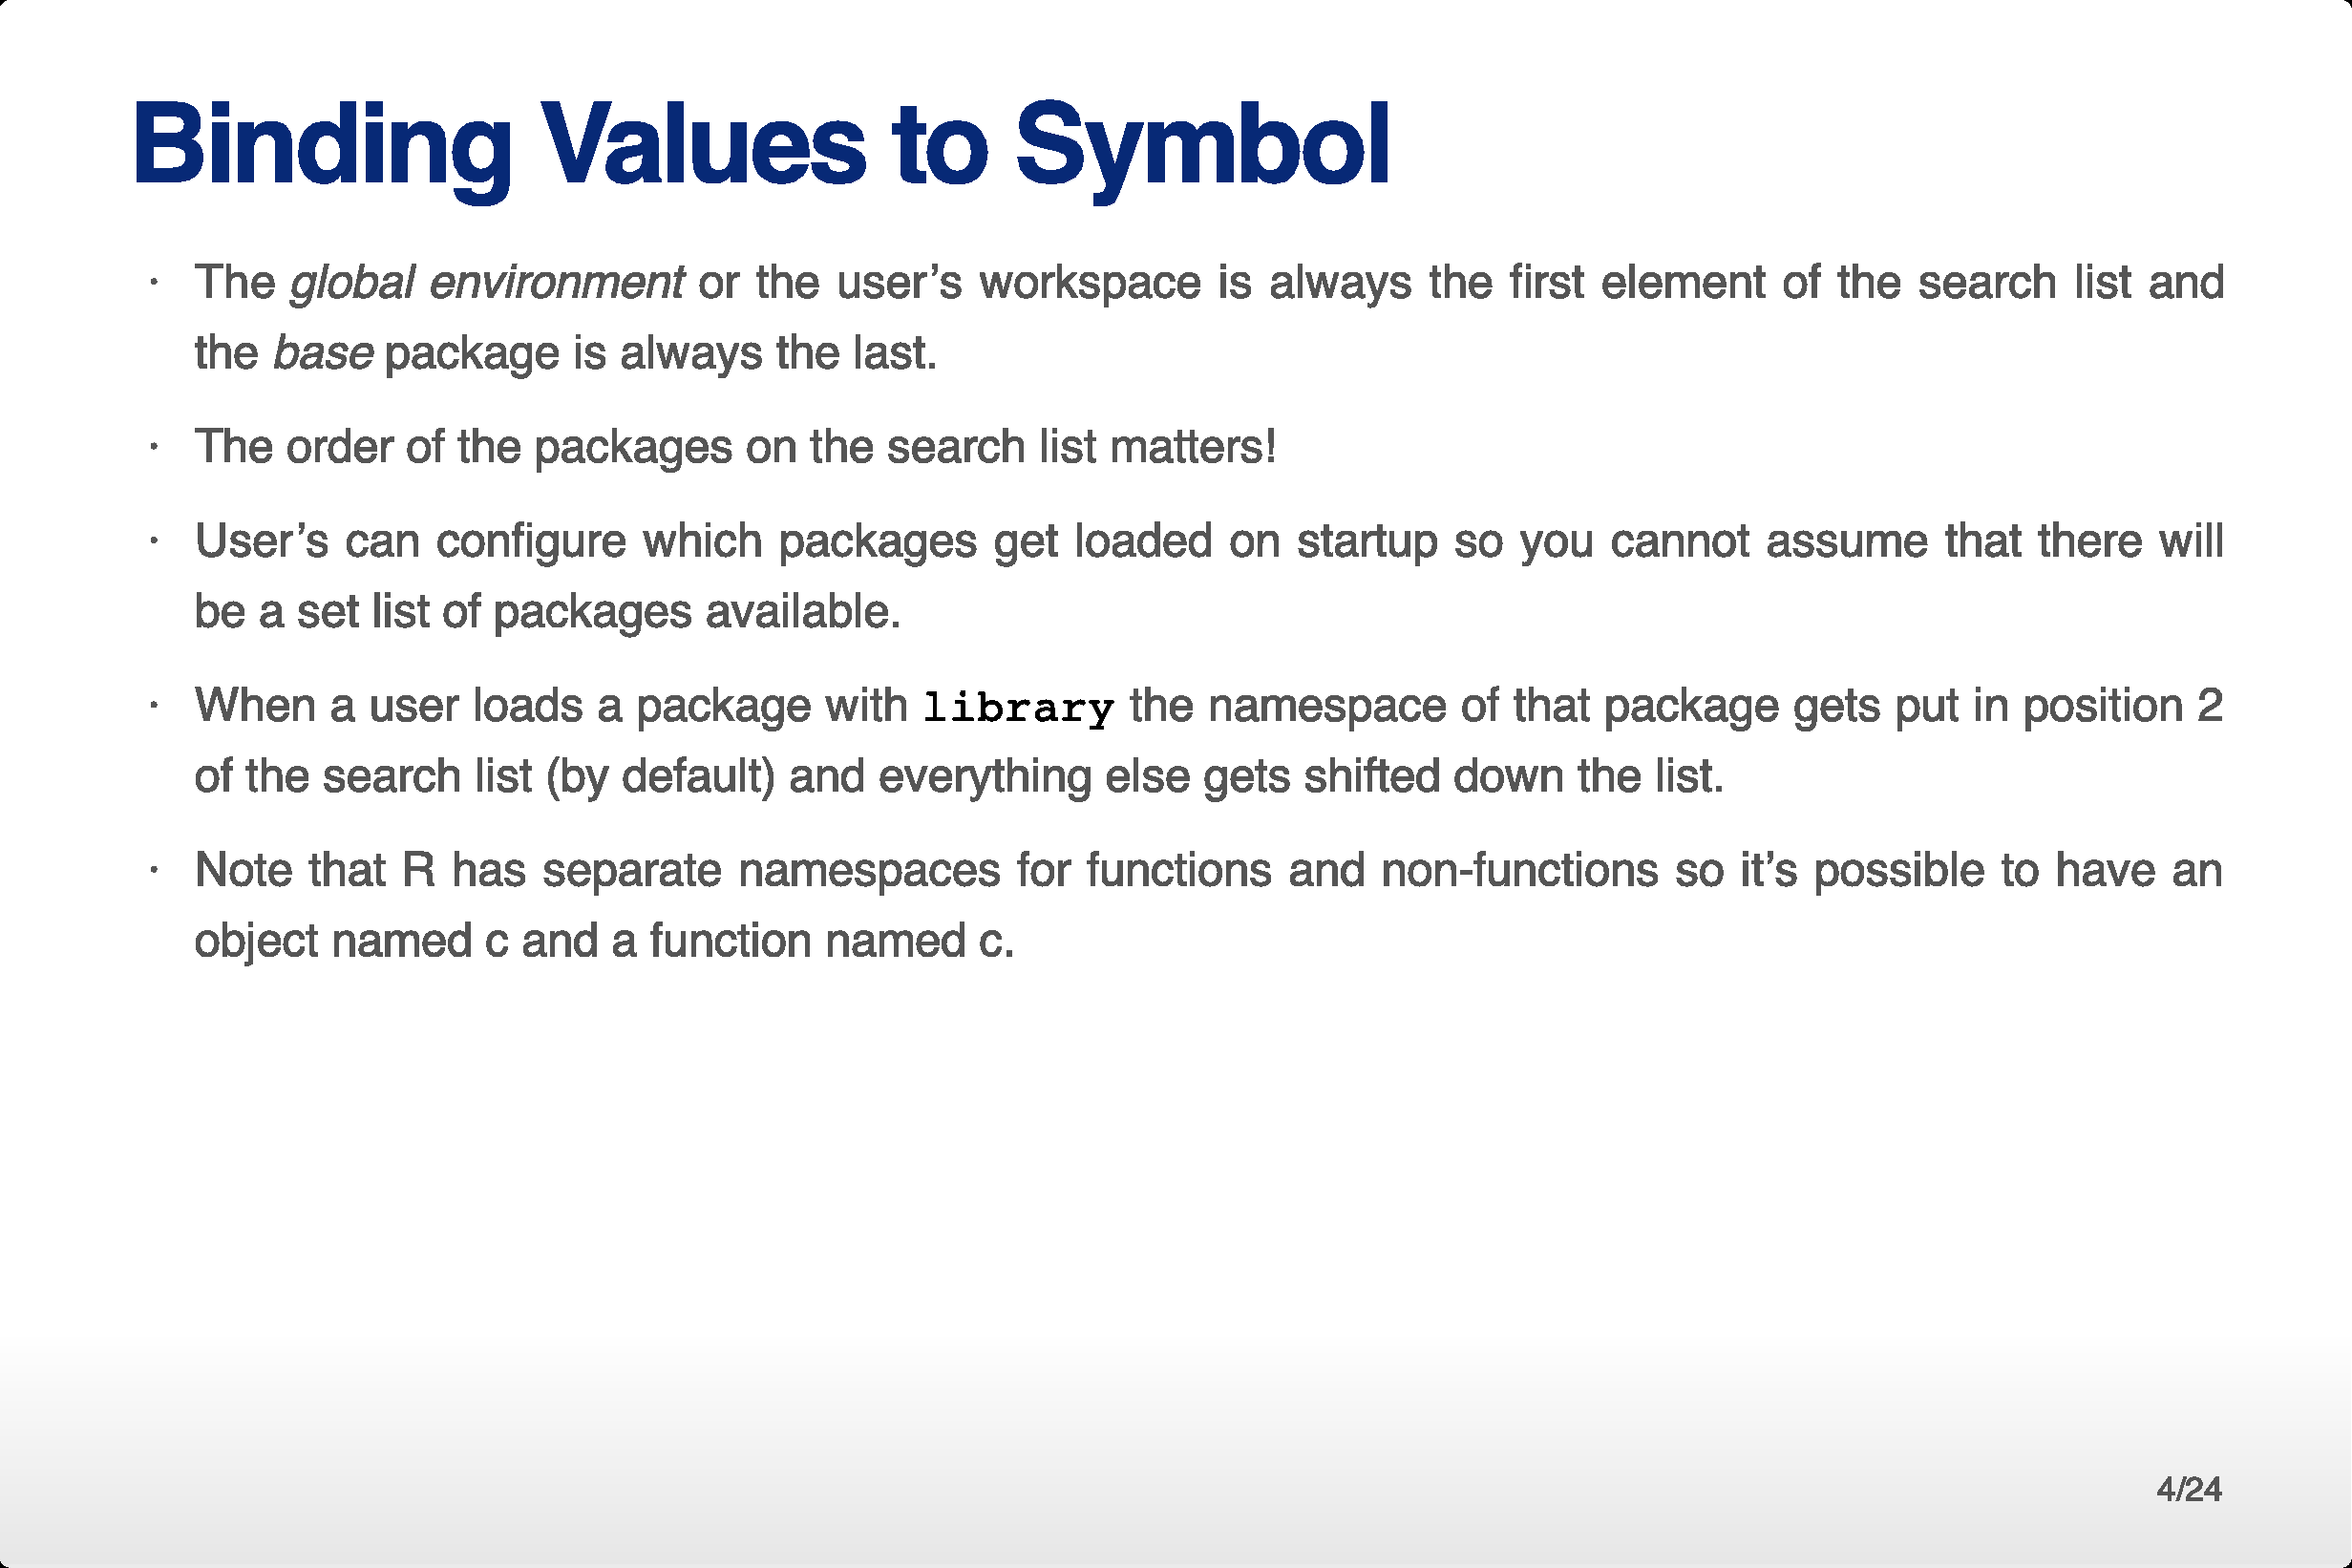 Binding Values to Symbol
· The global environment or the user’s workspace is always the first element of the search list and
the base package is always the last.
· The order of the packages on the search list matters!
· User’s can configure which packages get loaded on startup so you cannot assume that there will
be a set list of packages available.
· When a user loads a package with library the namespace of that package gets put in position 2
of the search list (by default) and everything else gets shifted down the list.
· Note that R has separate namespaces for functions and non-functions so it’s possible to have an
object named c and a function named c.
4/24